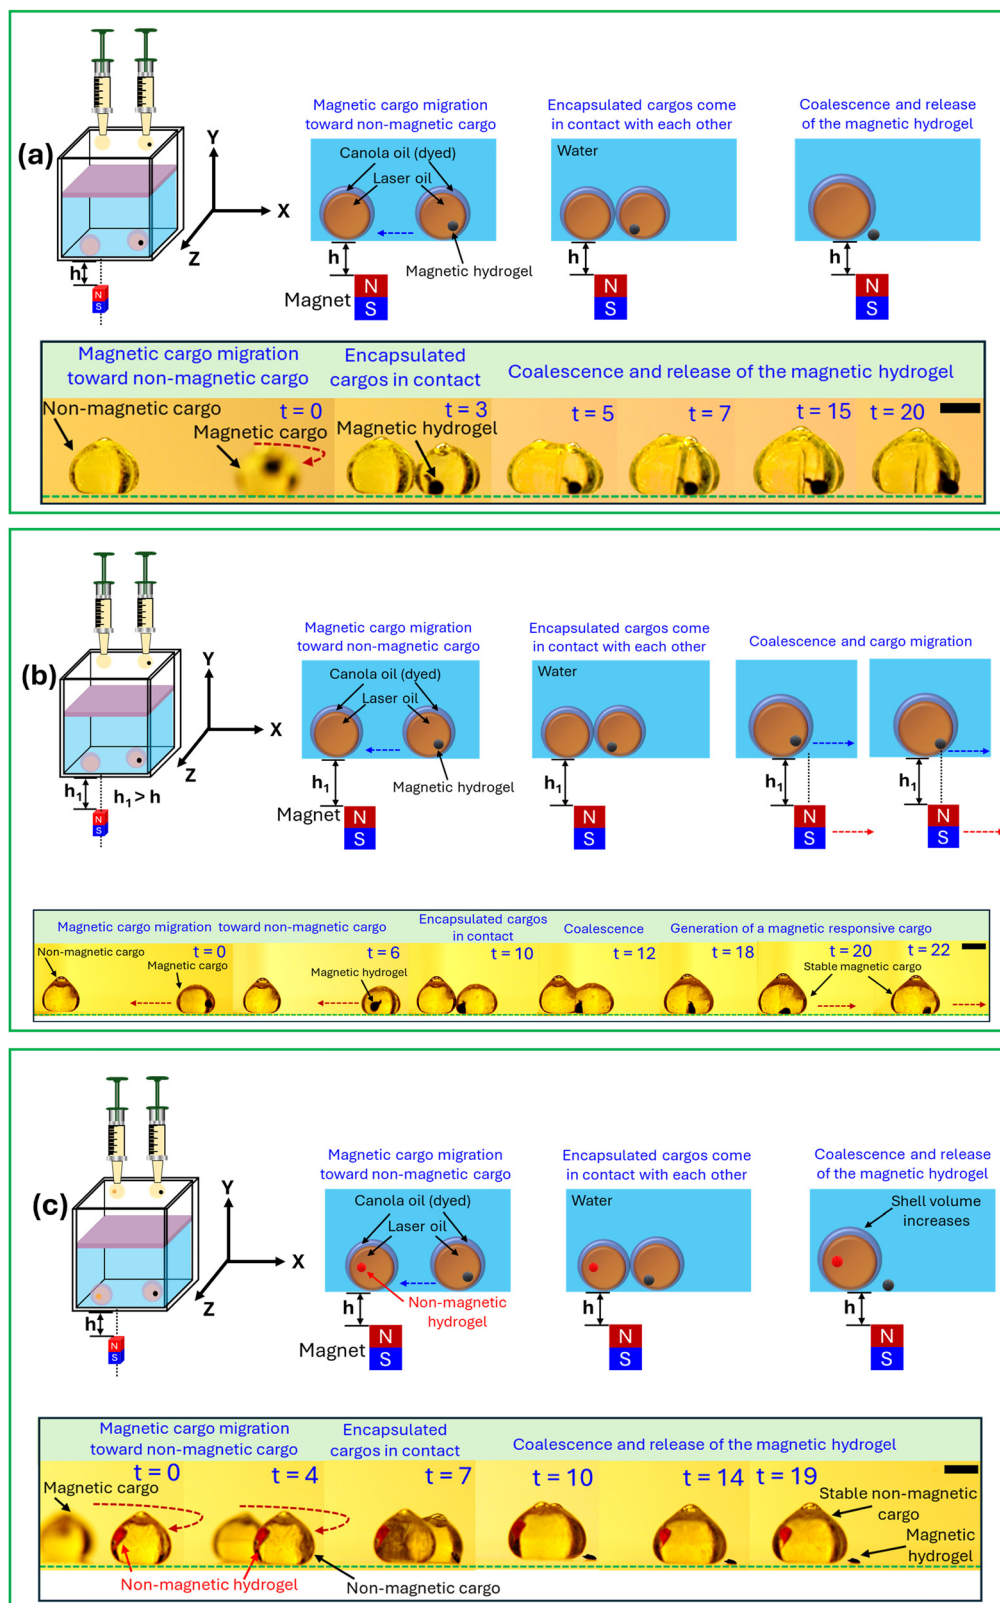 (a)
Y
X
Z
h
N
S
Magnetic cargo migration
toward non-magnetic cargo
Canola oil (dyed)
Laser oil
Magnetic hydrogel
h
Magnet
N
S
Encapsulated cargos come
in contact with each other
Water
h
N
S
Coalescence and release
of the magnetic hydrogel
h
N
S
Magnetic cargo migration
toward non-magnetic cargo
Encapsulated
cargos in contact
Coalescence and release of the magnetic hydrogel
Non-magnetic cargo
t = 0
Magnetic cargo
t = 3
Magnetic hydrogel
t = 5
t = 7
t = 15
t = 20
(b)
Y
X
Z
h₁
h₁ > h
N
S
Magnetic cargo migration
toward non-magnetic cargo
Canola oil (dyed)
Laser oil
Magnetic hydrogel
h₁
Magnet
N
S
Encapsulated cargos come
in contact with each other
Water
h₁
N
S
Coalescence and cargo migration
h₁
N
S
h₁
N
S
Magnetic cargo migration toward non-magnetic cargo
Encapsulated cargos
in contact
Coalescence
Generation of a magnetic responsive cargo
Non-magnetic cargo
t = 0
Magnetic cargo
t = 6
Magnetic hydrogel
t = 10
t = 12
t = 18
t = 20
t = 22
Stable magnetic cargo
(c)
Y
X
Z
h
N
S
Magnetic cargo migration
toward non-magnetic cargo
Canola oil (dyed)
Laser oil
Non-magnetic
hydrogel
h
Magnet
N
S
Encapsulated cargos come
in contact with each other
Water
h
N
S
Coalescence and release
of the magnetic hydrogel
Shell volume
increases
h
N
S
Magnetic cargo migration
toward non-magnetic cargo
Encapsulated
cargos in contact
Coalescence and release of the magnetic hydrogel
t = 0
Magnetic cargo
t = 4
t = 7
t = 10
t = 14
t = 19
Stable non-magnetic
cargo
Magnetic
hydrogel
Non-magnetic hydrogel
Non-magnetic cargo